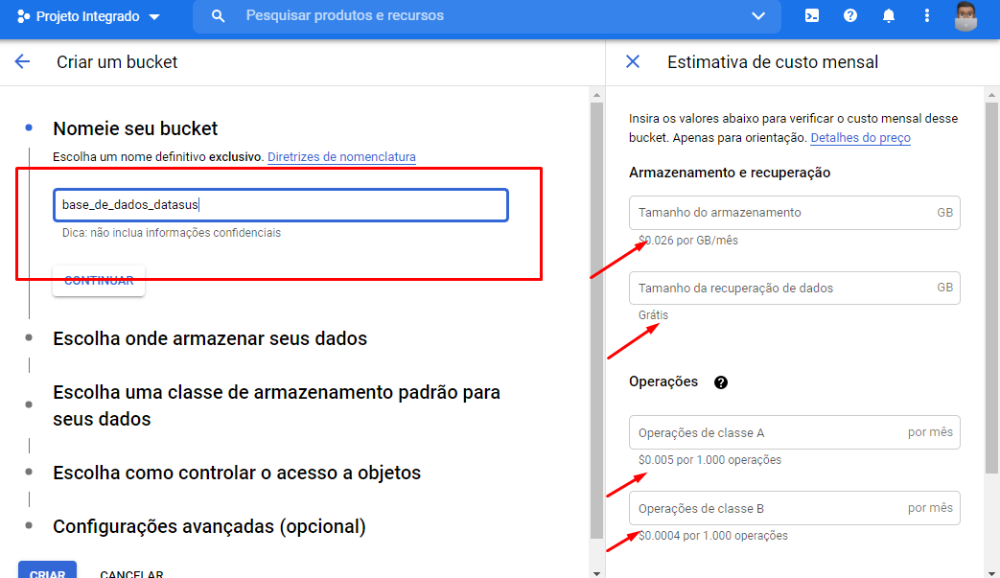 Projeto Integrado
Pesquisar produtos e recursos
Criar um bucket
Nomeie seu bucket
Escolha um nome definitivo exclusivo. Diretrizes de nomenclatura
base_de_dados_datasus
Dica: não inclua informações confidenciais
CONTINUAR
Escolha onde armazenar seus dados
Escolha uma classe de armazenamento padrão para
seus dados
Escolha como controlar o acesso a objetos
Configurações avançadas (opcional)
CRIAR CANCELAR
Estimativa de custo mensal
Insira os valores abaixo para verificar o custo mensal desse
bucket. Apenas para orientação. Detalhes do preço
Armazenamento e recuperação
Tamanho do armazenamento GB
$0.026 por GB/mês
Tamanho da recuperação de dados GB
Grátis
Operações
Operações de classe A por mês
$0.005 por 1.000 operações
Operações de classe B por mês
$0.0004 por 1.000 operações